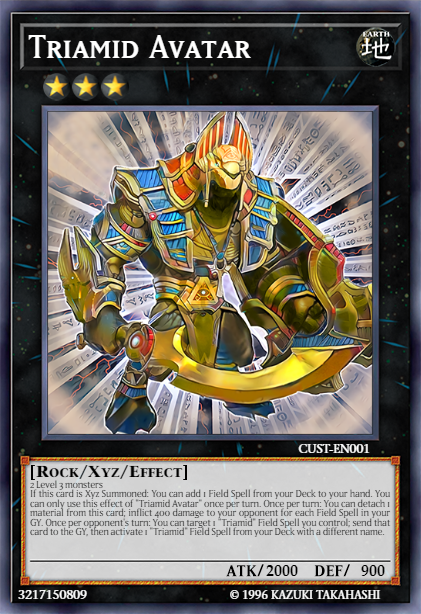 Triamid Avatar
EARTH
地
CUST-EN001
[Rock/Xyz/Effect]
2 Level 3 monsters
If this card is Xyz Summoned: You can add 1 Field Spell from your Deck to your hand. You
can only use this effect of "Triamid Avatar" once per turn. Once per turn: You can detach 1
material from this card; inflict 400 damage to your opponent for each Field Spell in your
GY. Once per opponent's turn: You can target 1 "Triamid" Field Spell you control; send that
card to the GY, then activate 1 "Triamid" Field Spell from your Deck with a different name.
ATK/2000 DEF/ 900
3217150809 © 1996 KAZUKI TAKAHASHI